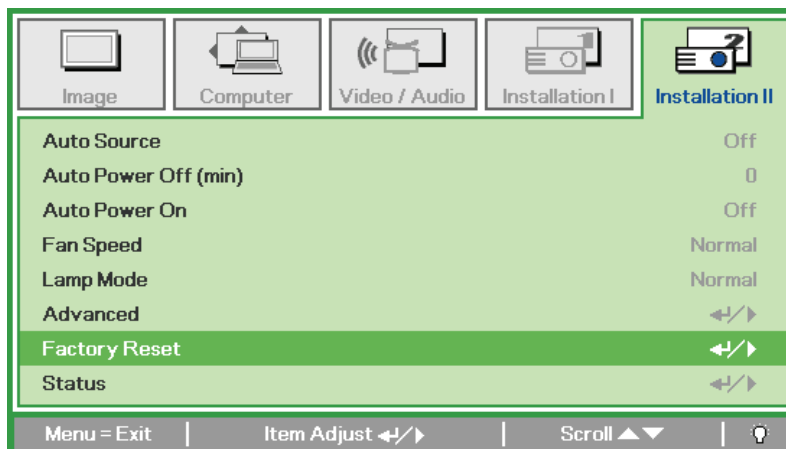 Image Computer Video / Audio Installation I Installation II
Auto Source Off
Auto Power Off (min) 0
Auto Power On Off
Fan Speed Normal
Lamp Mode Normal
Advanced ↵/▶
Factory Reset ↵/▶
Status ↵/▶
Menu = Exit | Item Adjust ↵/▶ | Scroll ▲▼ |